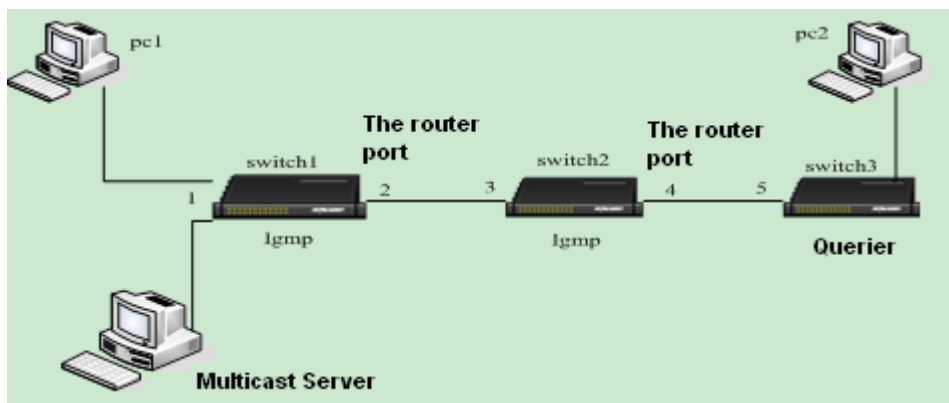 pc1
pc2
The router
port
The router
port
switch1
switch2
switch3
1
2
3
4
5
Igmp
Igmp
Querier
Multicast Server